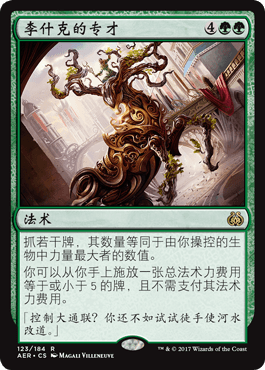 李什克的专才 4
法术
抓若干牌，其数量等同于由你操控的生
物中力量最大者的数值。
你可以从你手上施放一张总法术力费用
等于或小于5的牌，且不需支付其法术
力费用。
「控制大通联？你还不如试试徒手使河水
改道。」
123/184 R
AER • CS MAGALI VILLENEUVE
™ & © 2017 Wizards of the Coast